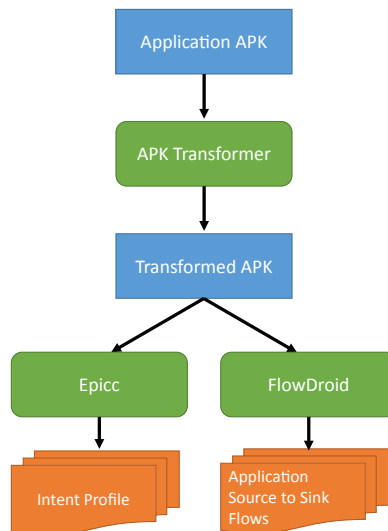 Application APK
APK Transformer
Transformed APK
Epicc
FlowDroid
Intent Profile
Application
Source to Sink
Flows